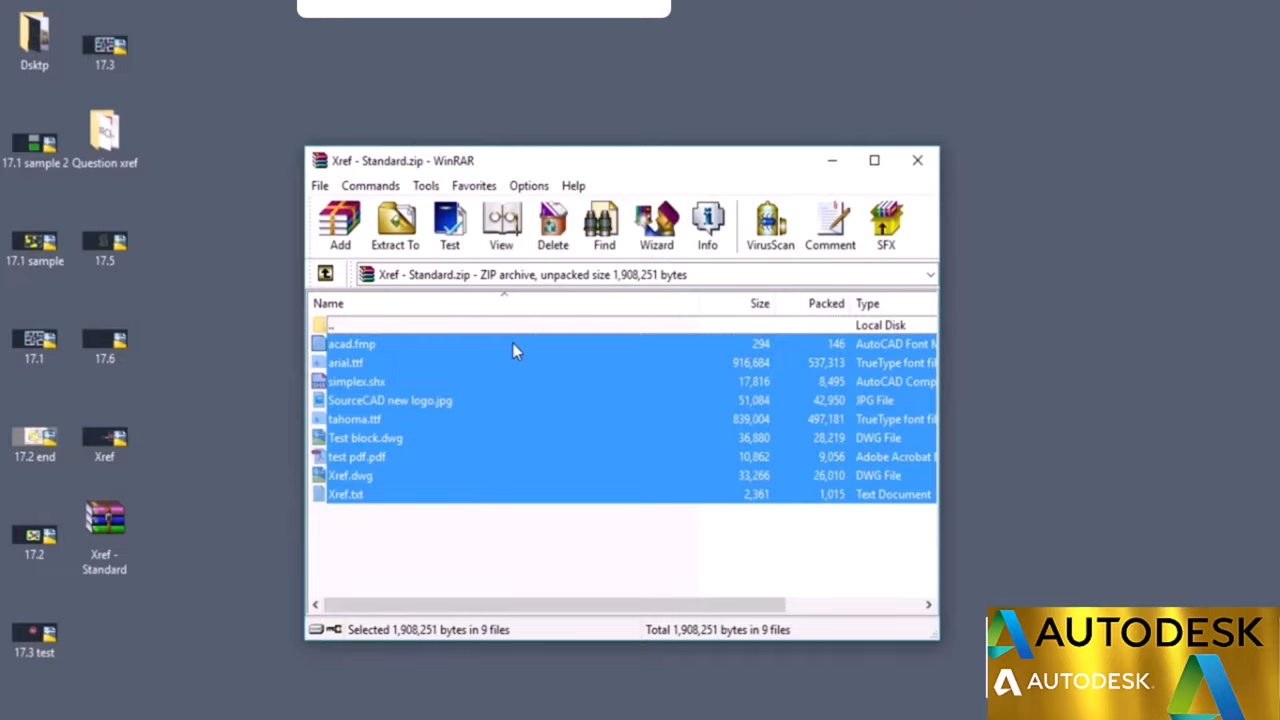 Dsktp
17.3
17.1 sample 2
Question xref
17.1 sample
17.5
17.1
17.6
17.2 end
Xref
17.2
Xref -
Standard
17.3 test
Xref - Standard.zip - WinRAR
File Commands Tools Favorites Options Help
Add Extract To Test View Delete Find Wizard Info VirusScan Comment SFX
Xref - Standard.zip - ZIP archive, unpacked size 1,908,251 bytes
Name Size Packed Type
.. Local Disk
acad.fmp 294 146 AutoCAD Font
arial.ttf 916,684 537,313 TrueType font fil
simplex.shx 17,816 8,495 AutoCAD Comp
SourceCAD new logo.jpg 51,084 42,950 JPG File
tahoma.ttf 839,004 497,181 TrueType font fil
Test block.dwg 36,880 28,219 DWG File
test pdf.pdf 10,862 9,056 Adobe Acrobat
Xref.dwg 33,266 26,010 DWG File
Xref.txt 2,361 1,015 Text Document
Selected 1,908,251 bytes in 9 files Total 1,908,251 bytes in 9 files
AUTODESK
AUTODESK.